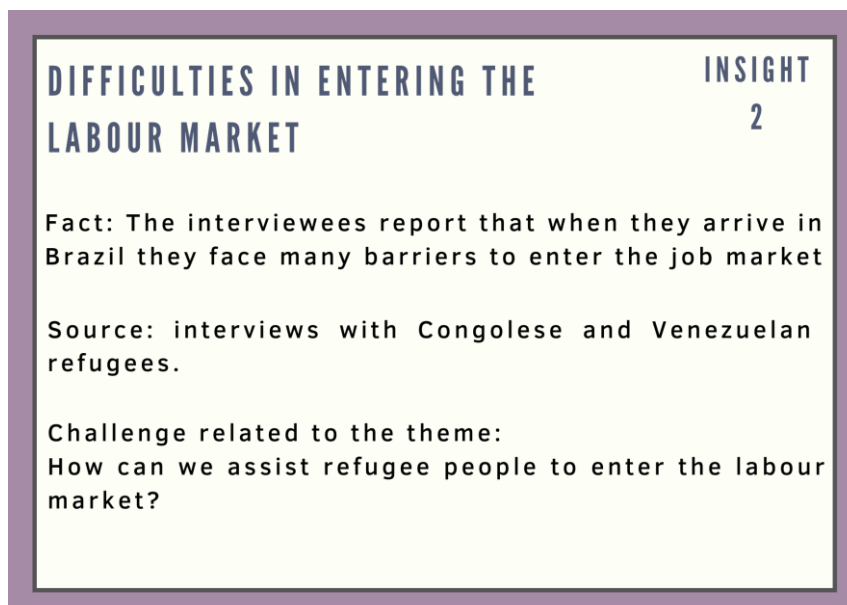 DIFFICULTIES IN ENTERING THE
LABOUR MARKET
INSIGHT
2
Fact: The interviewees report that when they arrive in
Brazil they face many barriers to enter the job market
Source: interviews with Congolese and Venezuelan
refugees.
Challenge related to the theme:
How can we assist refugee people to enter the labour
market?